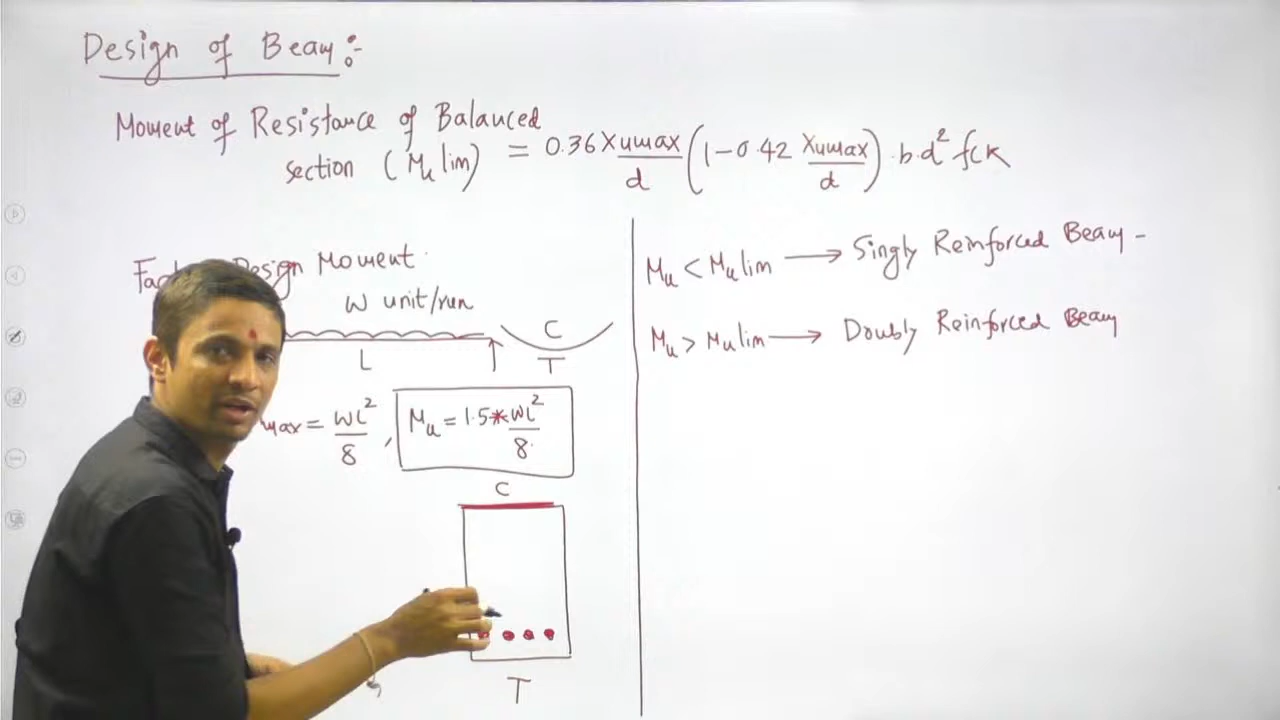 Design of Beam:-
Moment of Resistance of Balanced
section (Mu lim) = 0.36 Xumax/d (1-0.42 Xumax/d) . b.d² fck
Design Moment
w unit/run
L
C
T
max = wl²/8 , Mu = 1.5*wl²/8
C
T
Mu < Mu lim → Singly Reinforced Beam -
Mu > Mu lim → Doubly Reinforced Beam